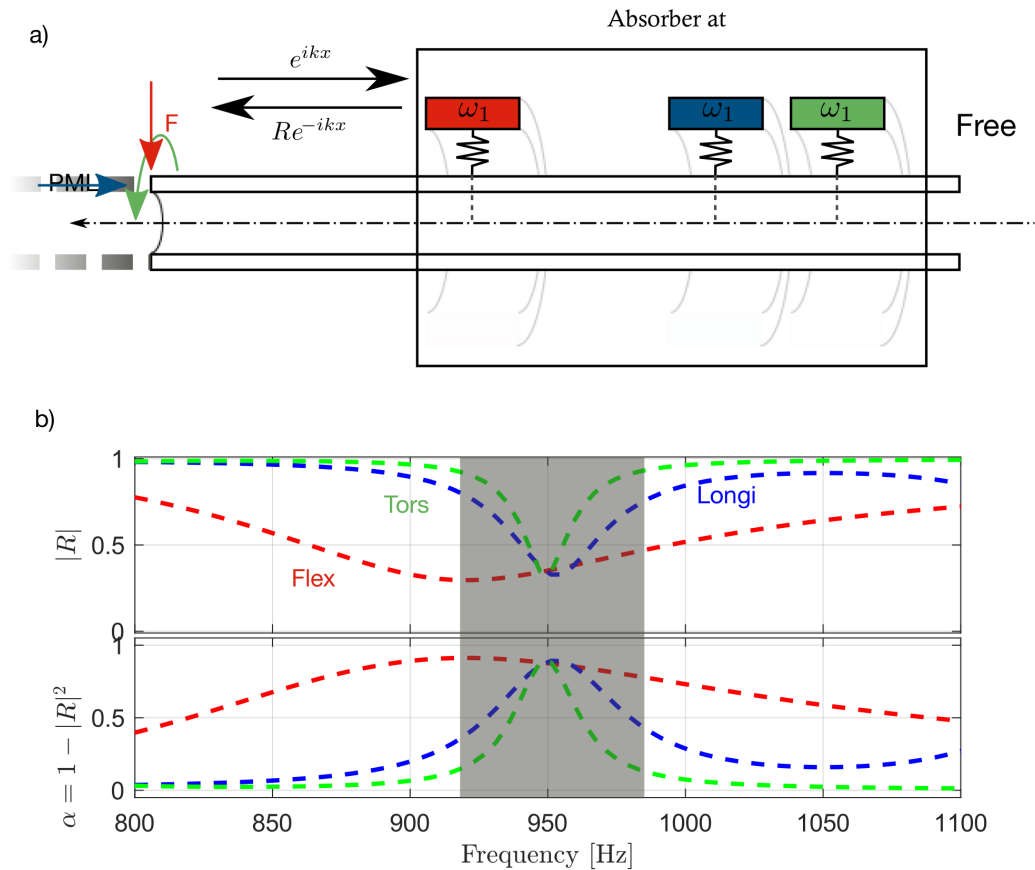 a)
Absorber at
e^{ikx}
Re^{-ikx}
F
PML
ω₁
ω₁
ω₁
Free
b)
|R|
1
0.5
0
Tors
Longi
Flex
α = 1 − |R|²
1
0.5
0
800
850
900
950
1000
1050
1100
Frequency [Hz]